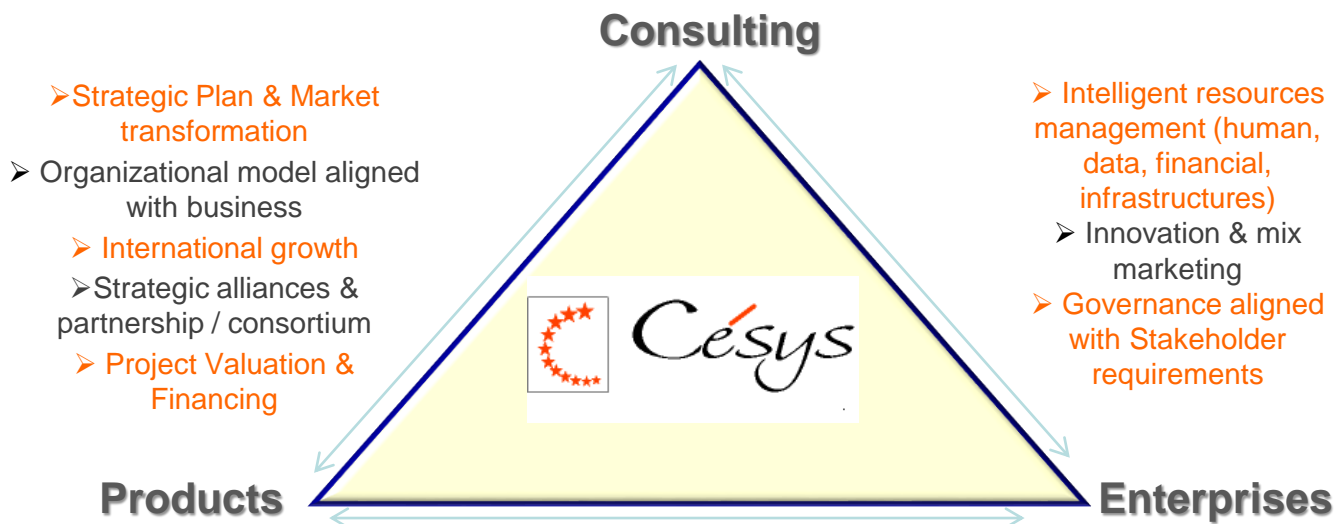 Consulting
➢Strategic Plan & Market
transformation
➢ Organizational model aligned
with business
➢ International growth
➢Strategic alliances &
partnership / consortium
➢ Project Valuation &
Financing
➢ Intelligent resources
management (human,
data, financial,
infrastructures)
➢ Innovation & mix
marketing
➢ Governance aligned
with Stakeholder
requirements
Césys
.
Products
Enterprises